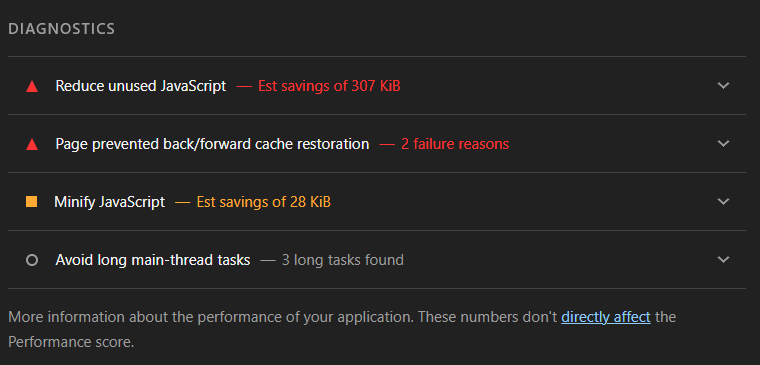 DIAGNOSTICS
Reduce unused JavaScript — Est savings of 307 KiB
Page prevented back/forward cache restoration — 2 failure reasons
Minify JavaScript — Est savings of 28 KiB
Avoid long main-thread tasks — 3 long tasks found
More information about the performance of your application. These numbers don't directly affect the
Performance score.